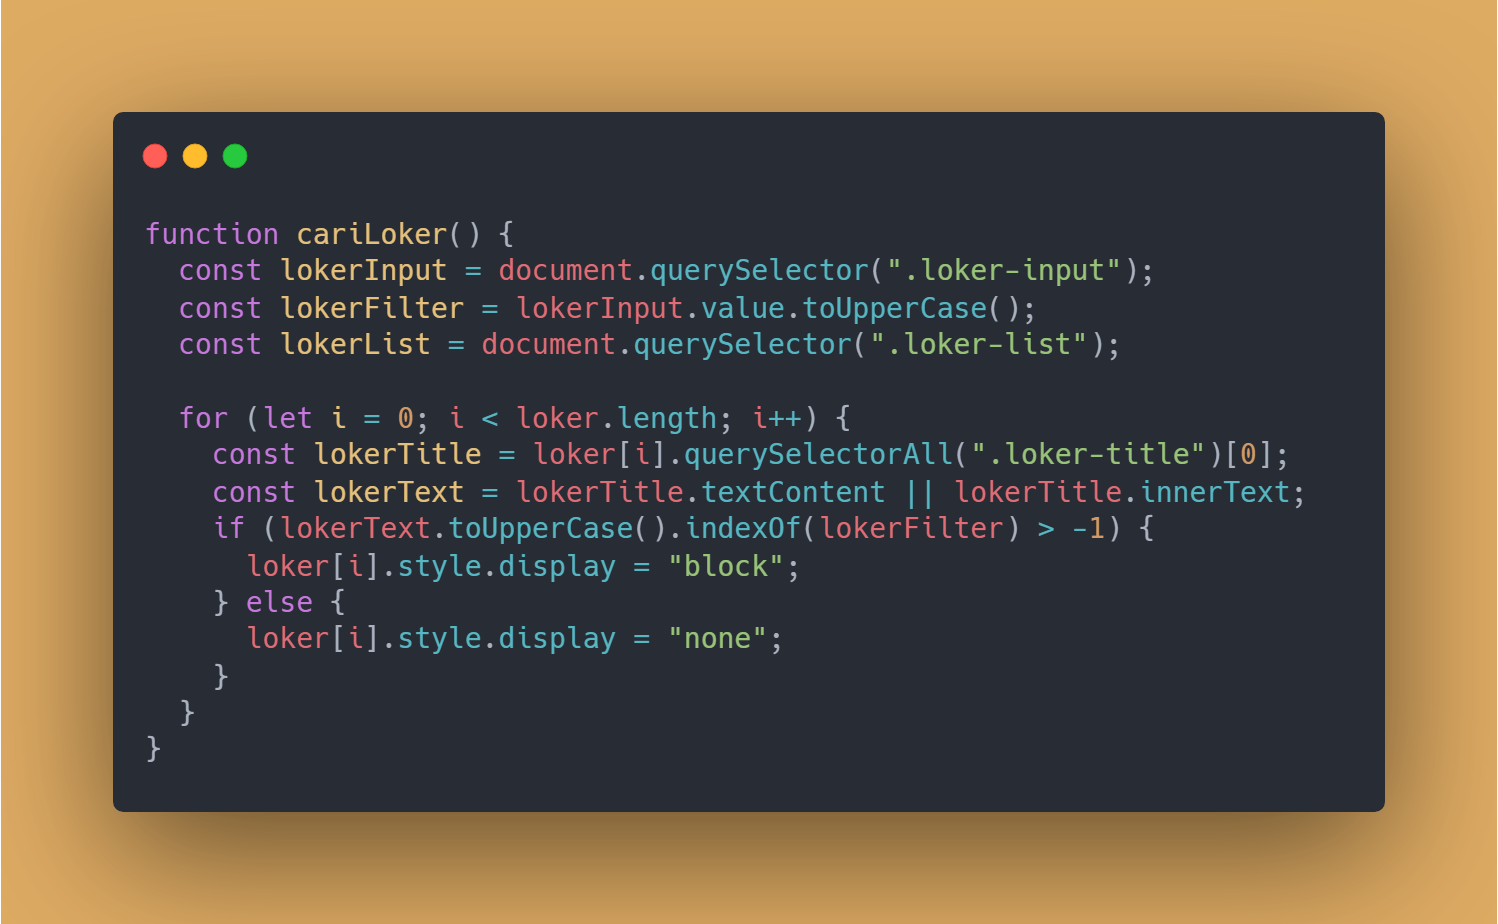 function cariLoker() {
  const lokerInput = document.querySelector(".loker-input");
  const lokerFilter = lokerInput.value.toUpperCase();
  const lokerList = document.querySelector(".loker-list");

  for (let i = 0; i < loker.length; i++) {
    const lokerTitle = loker[i].querySelectorAll(".loker-title")[0];
    const lokerText = lokerTitle.textContent || lokerTitle.innerText;
    if (lokerText.toUpperCase().indexOf(lokerFilter) > -1) {
      loker[i].style.display = "block";
    } else {
      loker[i].style.display = "none";
    }
  }
}